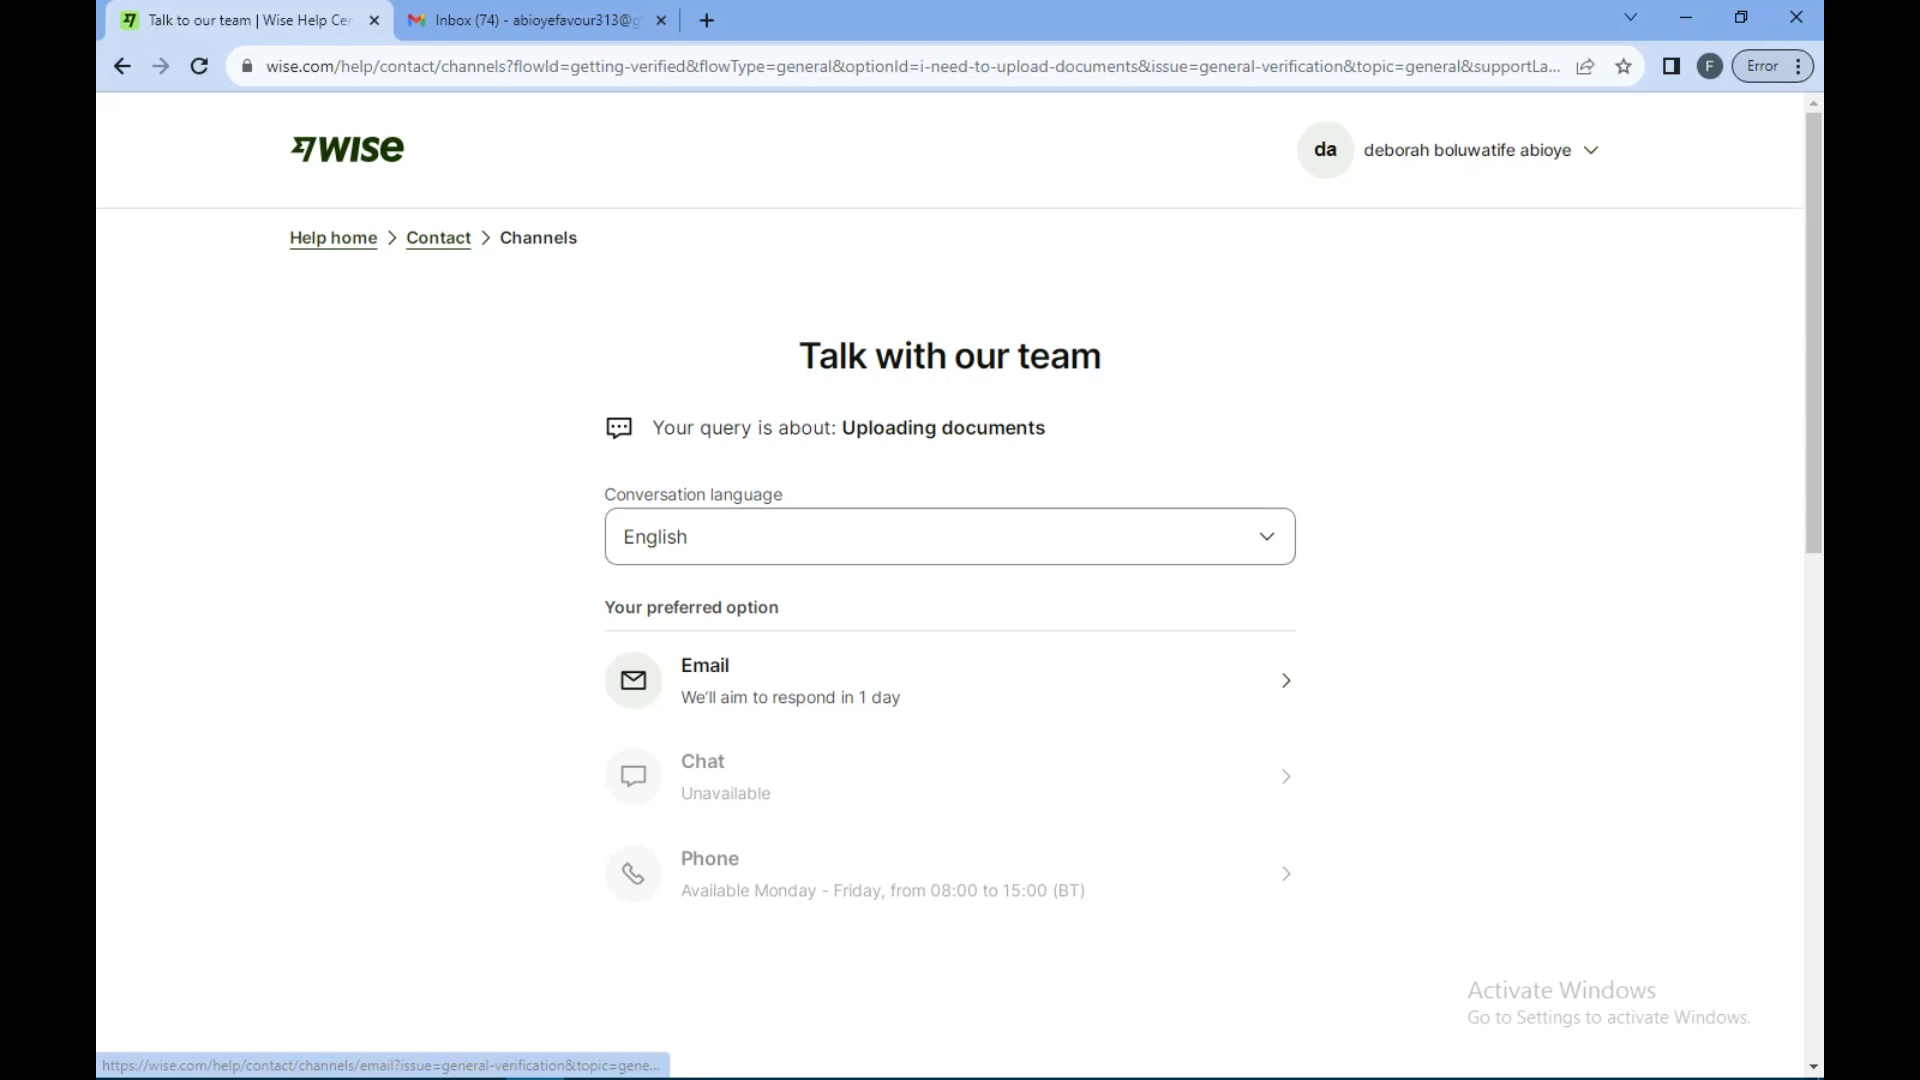 Talk to our team | Wise Help Cen
Inbox (74) - abioyefavour313@g
wise.com/help/contact/channels?flowId=getting-verified&flowType=general&optionId=i-need-to-upload-documents&issue=general-verification&topic=general&supportLa...
F
Error
WISE
da
deborah boluwatife abioye
Help home > Contact > Channels
Talk with our team
Your query is about: Uploading documents
Conversation language
English
Your preferred option
Email
We'll aim to respond in 1 day
Chat
Unavailable
Phone
Available Monday - Friday, from 08:00 to 15:00 (BT)
Activate Windows
Go to Settings to activate Windows.
https://wise.com/help/contact/channels/email?issue=general-verification&topic=gene...